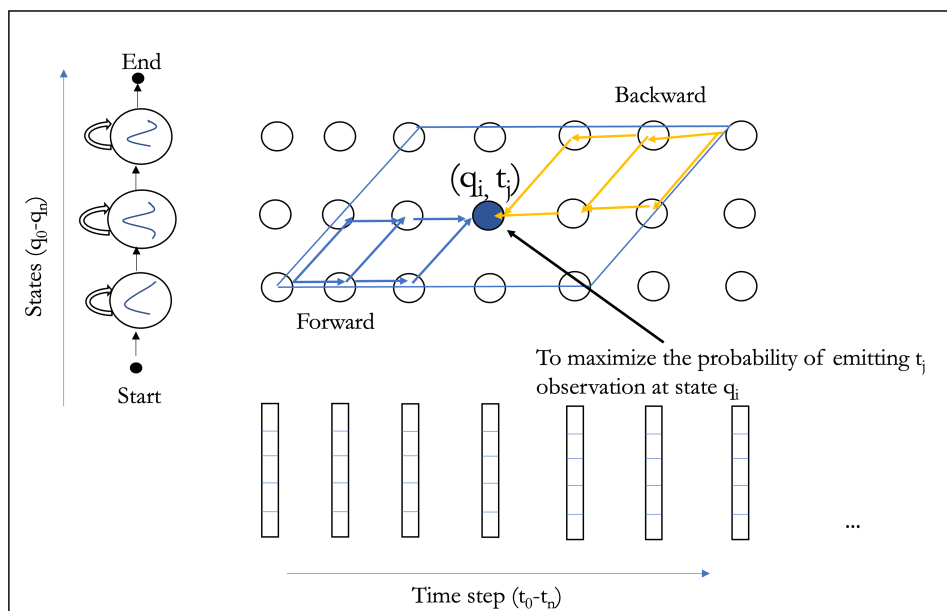 End
Backward
(qi, tj)
States (q0-qn)
Forward
To maximize the probability of emitting tj
observation at state qi
Start
...
Time step (t0-tn)